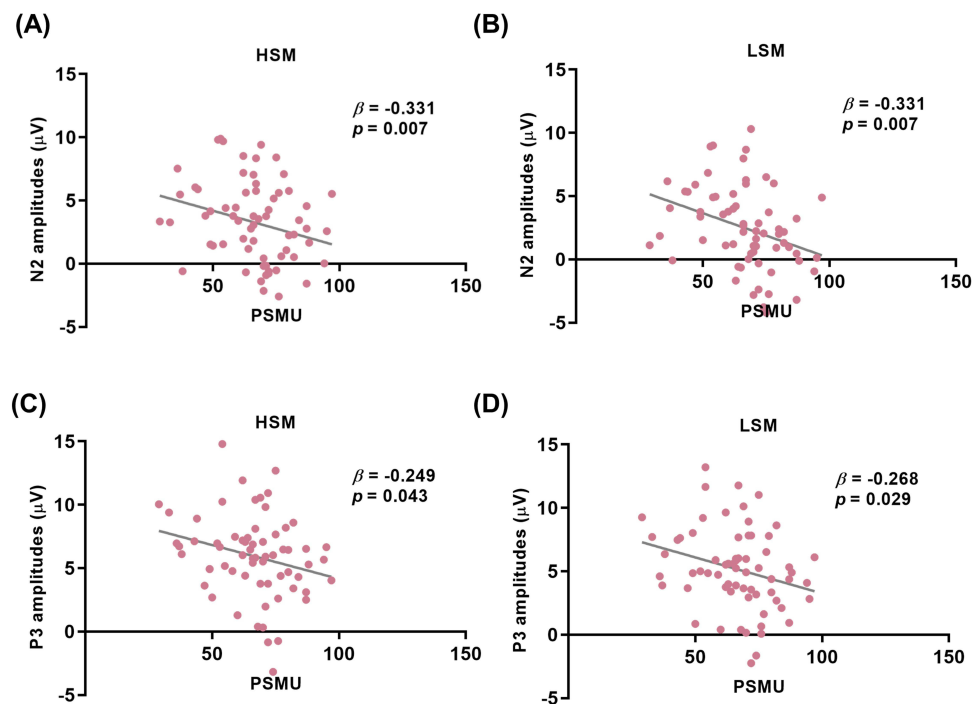 (A)
HSM
15
10
5
0
-5
50
100
150
N2 amplitudes (μV)
PSMU
β = -0.331
p = 0.007
(B)
LSM
15
10
5
0
-5
50
100
150
N2 amplitudes (μV)
PSMU
β = -0.331
p = 0.007
(C)
HSM
15
10
5
0
-5
50
100
150
P3 amplitudes (μV)
PSMU
β = -0.249
p = 0.043
(D)
LSM
15
10
5
0
-5
50
100
150
P3 amplitudes (μV)
PSMU
β = -0.268
p = 0.029